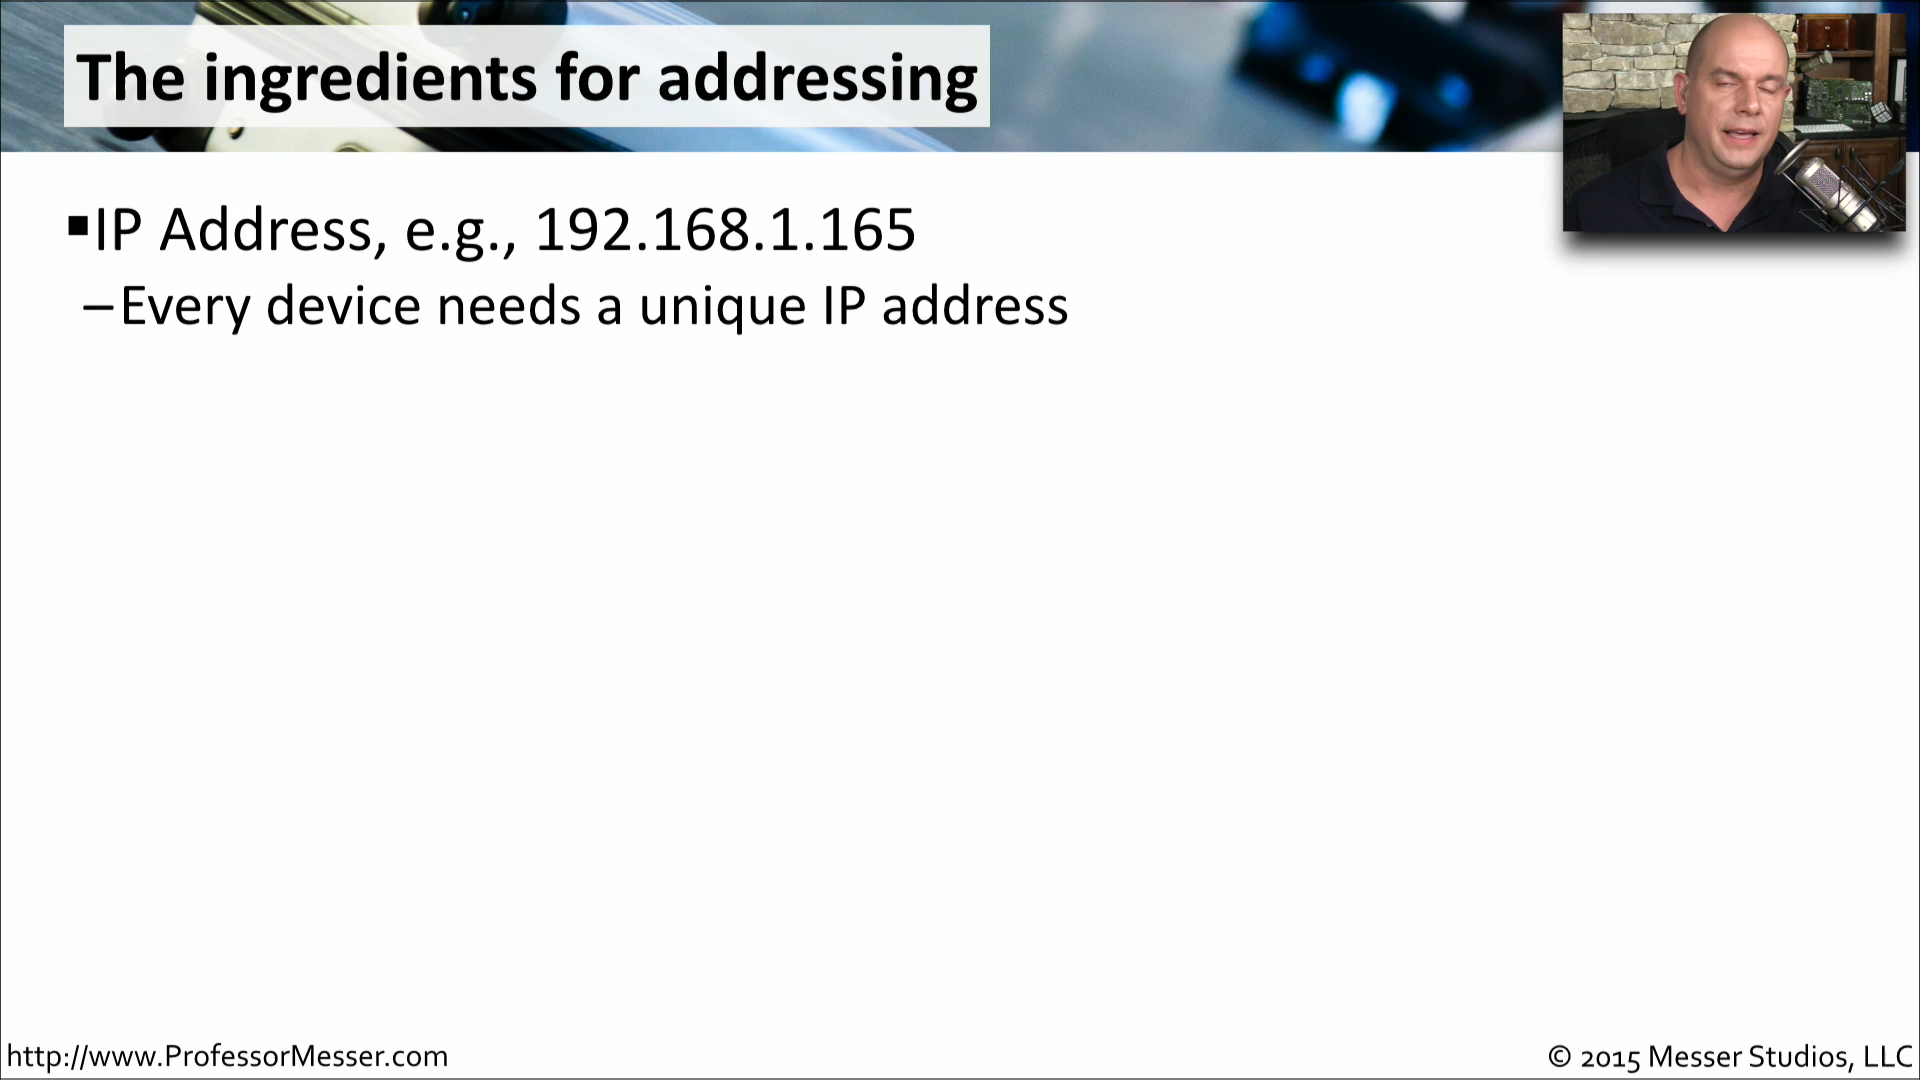 The ingredients for addressing
▪IP Address, e.g., 192.168.1.165
–Every device needs a unique IP address
http://www.ProfessorMesser.com
© 2015 Messer Studios, LLC